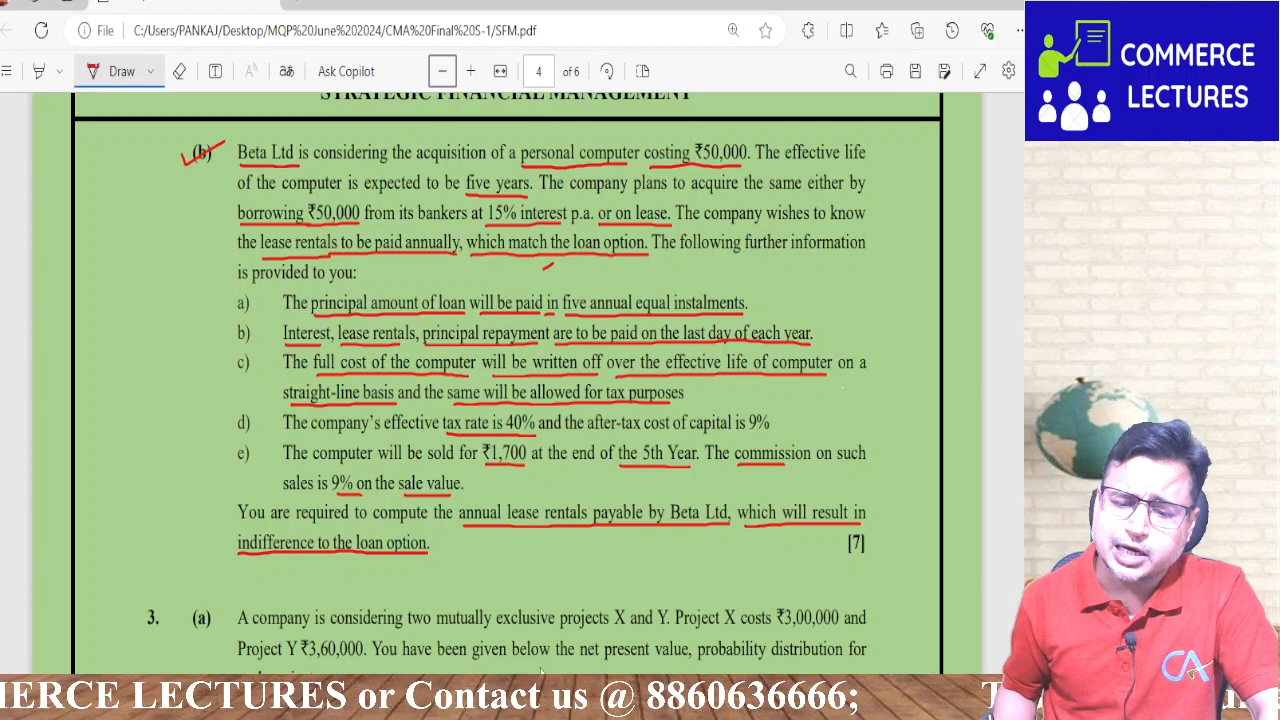 File
C:/Users/PANKAJ/Desktop/MQP%20June%202024/CMA%20Final%20S-1/SFM.pdf
Draw
Ask Copilot
4
of 6
STRATEGIC FINANCIAL MANAGEMENT
(b) Beta Ltd is considering the acquisition of a personal computer costing ₹50,000. The effective life
of the computer is expected to be five years. The company plans to acquire the same either by
borrowing ₹50,000 from its bankers at 15% interest p.a. or on lease. The company wishes to know
the lease rentals to be paid annually, which match the loan option. The following further information
is provided to you:
a) The principal amount of loan will be paid in five annual equal instalments.
b) Interest, lease rentals, principal repayment are to be paid on the last day of each year.
c) The full cost of the computer will be written off over the effective life of computer on a
straight-line basis and the same will be allowed for tax purposes
d) The company's effective tax rate is 40% and the after-tax cost of capital is 9%
e) The computer will be sold for ₹1,700 at the end of the 5th Year. The commission on such
sales is 9% on the sale value.
You are required to compute the annual lease rentals payable by Beta Ltd, which will result in
indifference to the loan option. [7]
3. (a) A company is considering two mutually exclusive projects X and Y. Project X costs ₹3,00,000 and
Project Y ₹3,60,000. You have been given below the net present value, probability distribution for
COMMERCE
LECTURES
CA
MERCE LECTURES or Contact us @ 8860636666;